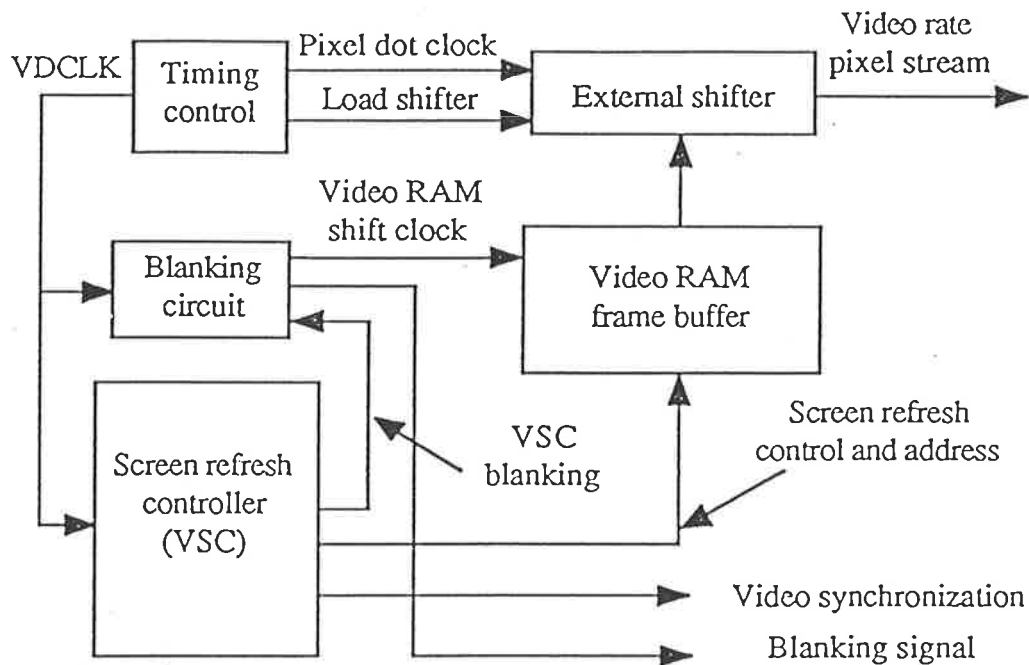 VDCLK
Timing
control
Pixel dot clock
Load shifter
External shifter
Video rate
pixel stream
Blanking
circuit
Video RAM
shift clock
Video RAM
frame buffer
Screen refresh
controller
(VSC)
VSC
blanking
Screen refresh
control and address
Video synchronization
Blanking signal